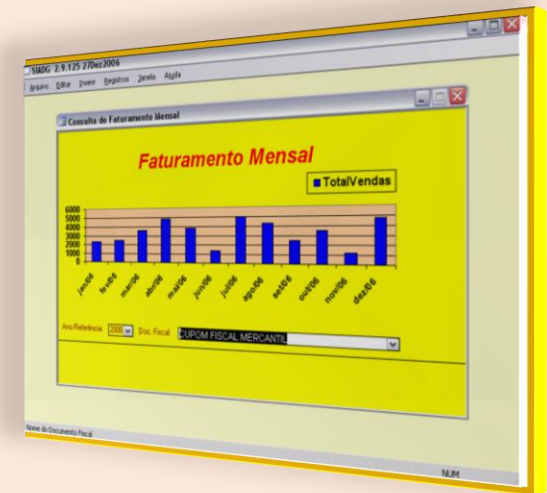 SIADG 2.9.125 27Dez2006
Arquivo Editar Inserir Registros Janela Ajuda
Consulta do Faturamento Mensal
Faturamento Mensal
TotalVendas
6000
5000
4000
3000
2000
1000
0
jan/06 fev/06 mar/06 abr/06 mai/06 jun/06 jul/06 ago/06 set/06 out/06 nov/06 dez/06
Ano Referência 2006 Doc. Fiscal CUPOM FISCAL MERCANTIL
Nome do Documento Fiscal
NUM